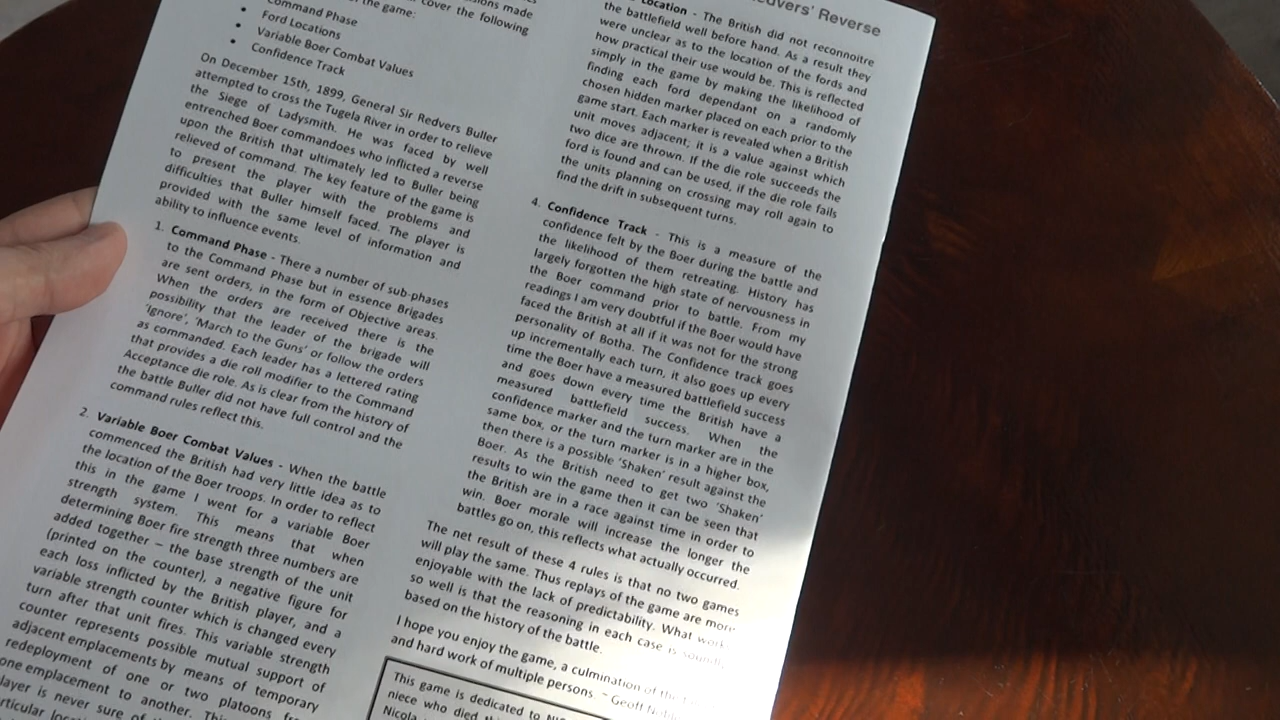 Redvers' Reverse
sions made
of the game:
cover the following
• Command Phase
• Ford Locations
• Variable Boer Combat Values
• Confidence Track
On December 15th, 1899, General Sir Redvers Buller
attempted to cross the Tugela River in order to relieve
the Siege of Ladysmith. He was faced by well
entrenched Boer commandoes who inflicted a reverse
upon the British that ultimately led to Buller being
relieved of command. The key feature of the game is
to present the player with the problems and
difficulties that Buller himself faced. The player is
provided with the same level of information and
ability to influence events.
1. Command Phase - There a number of sub-phases
to the Command Phase but in essence Brigades
are sent orders, in the form of Objective areas.
When the orders are received there is the
possibility that the leader of the brigade will
'Ignore', 'March to the Guns' or follow the orders
as commanded. Each leader has a lettered rating
that provides a die roll modifier to the Command
Acceptance die role. As is clear from the history of
the battle Buller did not have full control and the
command rules reflect this.
2. Variable Boer Combat Values - When the battle
commenced the British had very little idea as to
the location of the Boer troops. In order to reflect
this in the game I went for a variable Boer
strength system. This means that when
determining Boer fire strength three numbers are
added together – the base strength of the unit
(printed on the counter), a negative figure for
each loss inflicted by the British player, and a
variable strength counter which is changed every
turn after that unit fires. This variable strength
counter represents possible mutual support of
adjacent emplacements by means of temporary
redeployment of one or two platoons
one emplacement to another.
layer is never sure of
Location - The British did not reconnoitre
the battlefield well before hand. As a result they
were unclear as to the location of the fords and
how practical their use would be. This is reflected
simply in the game by making the likelihood of
finding each ford dependant on a randomly
chosen hidden marker placed on each prior to the
game start. Each marker is revealed when a British
unit moves adjacent; it is a value against which
two dice are thrown. If the die role succeeds the
ford is found and can be used, if the die role fails
the units planning on crossing may roll again to
find the drift in subsequent turns.
4. Confidence Track - This is a measure of the
confidence felt by the Boer during the battle and
the likelihood of them retreating. History has
largely forgotten the high state of nervousness in
the Boer command prior to battle. From my
readings I am very doubtful if the Boer would have
faced the British at all if it was not for the strong
personality of Botha. The Confidence track goes
up incrementally each turn, it also goes up every
time the Boer have a measured battlefield success
and goes down every time the British have a
measured battlefield success. When the
confidence marker and the turn marker are in the
same box, or the turn marker is in a higher box,
then there is a possible 'Shaken' result against the
Boer. As the British need to get two 'Shaken'
results to win the game then it can be seen that
the British are in a race against time in order to
win. Boer morale will increase the longer the
battles go on, this reflects what actually occurred.
The net result of these 4 rules is that no two games
will play the same. Thus replays of the game are more
enjoyable with the lack of predictability. What works
so well is that the reasoning in each case is sound,
based on the history of the battle.
I hope you enjoy the game, a culmination of the
and hard work of multiple persons. ~ Geoff Noble
This game is dedicated to
niece who died
Nicola